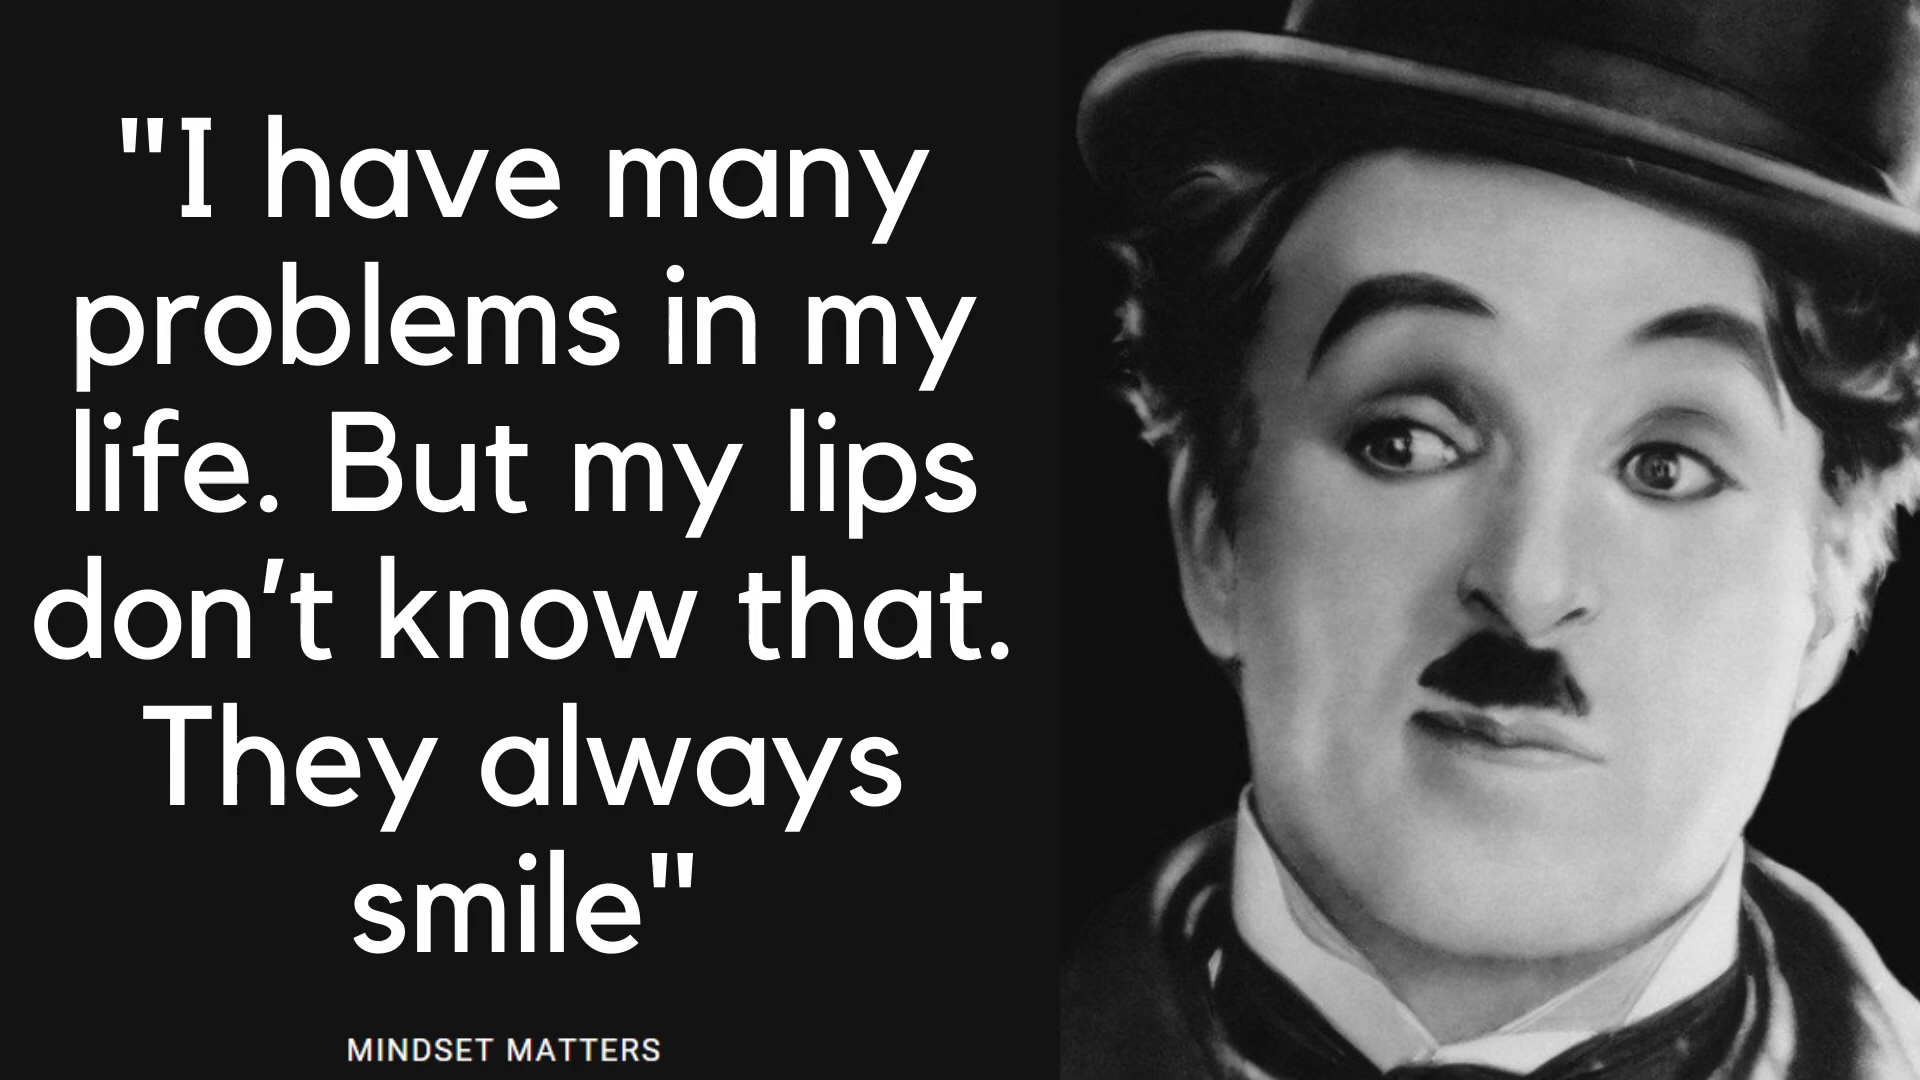 "I have many
problems in my
life. But my lips
don’t know that.
They always
smile"
MINDSET MATTERS